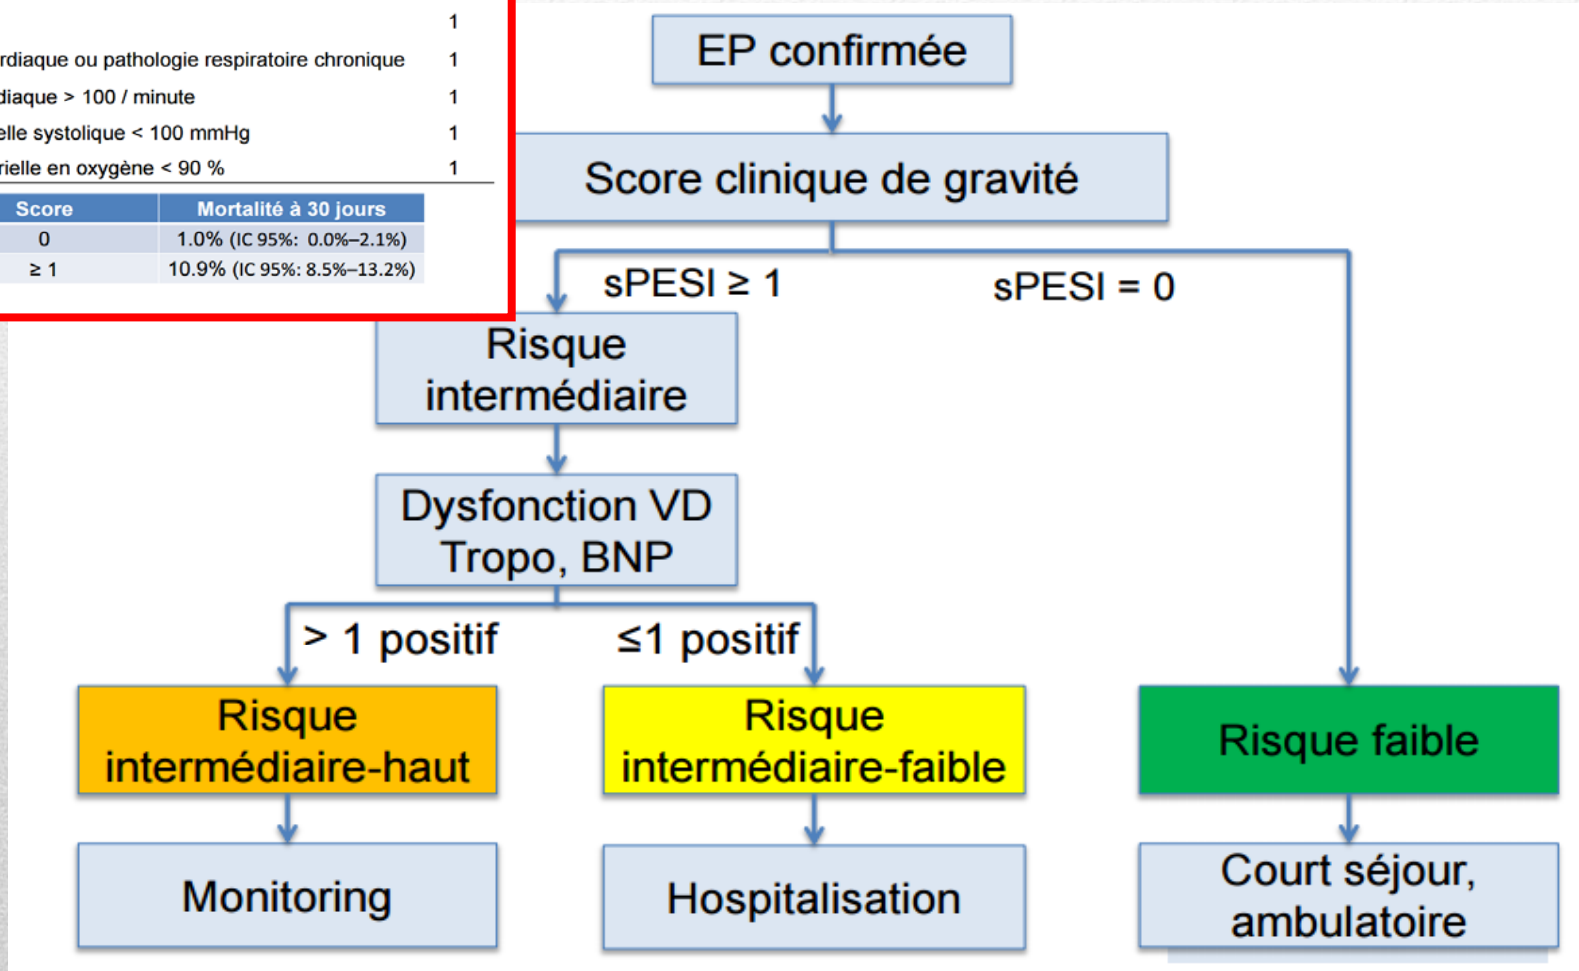 1
rdiaque ou pathologie respiratoire chronique 1
diaque > 100 / minute 1
elle systolique < 100 mmHg 1
rielle en oxygène < 90 % 1
Score Mortalité à 30 jours
0 1.0% (IC 95%: 0.0%–2.1%)
≥ 1 10.9% (IC 95%: 8.5%–13.2%)
EP confirmée
Score clinique de gravité
sPESI ≥ 1
sPESI = 0
Risque
intermédiaire
Dysfonction VD
Tropo, BNP
> 1 positif
≤1 positif
Risque
intermédiaire-haut
Risque
intermédiaire-faible
Risque faible
Monitoring
Hospitalisation
Court séjour,
ambulatoire